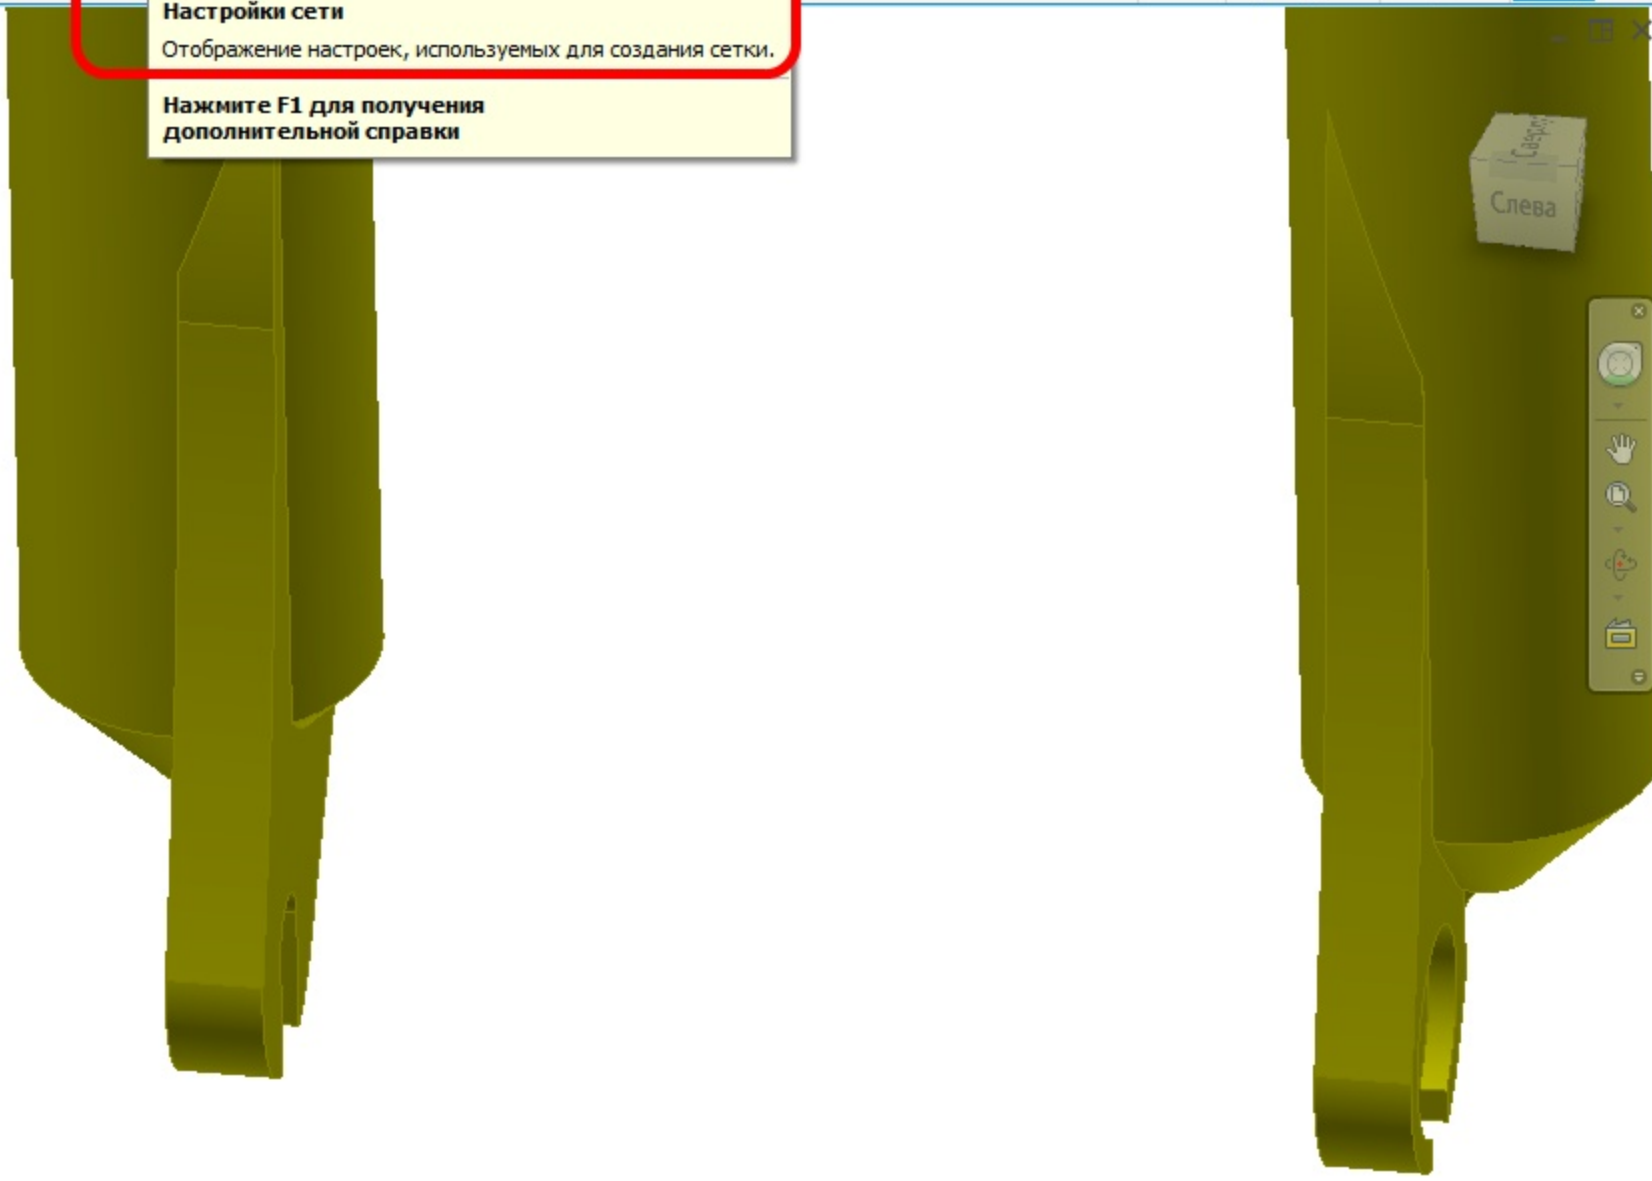 Настройки сети
Отображение настроек, используемых для создания сетки.
Нажмите F1 для получения
дополнительной справки
Слева